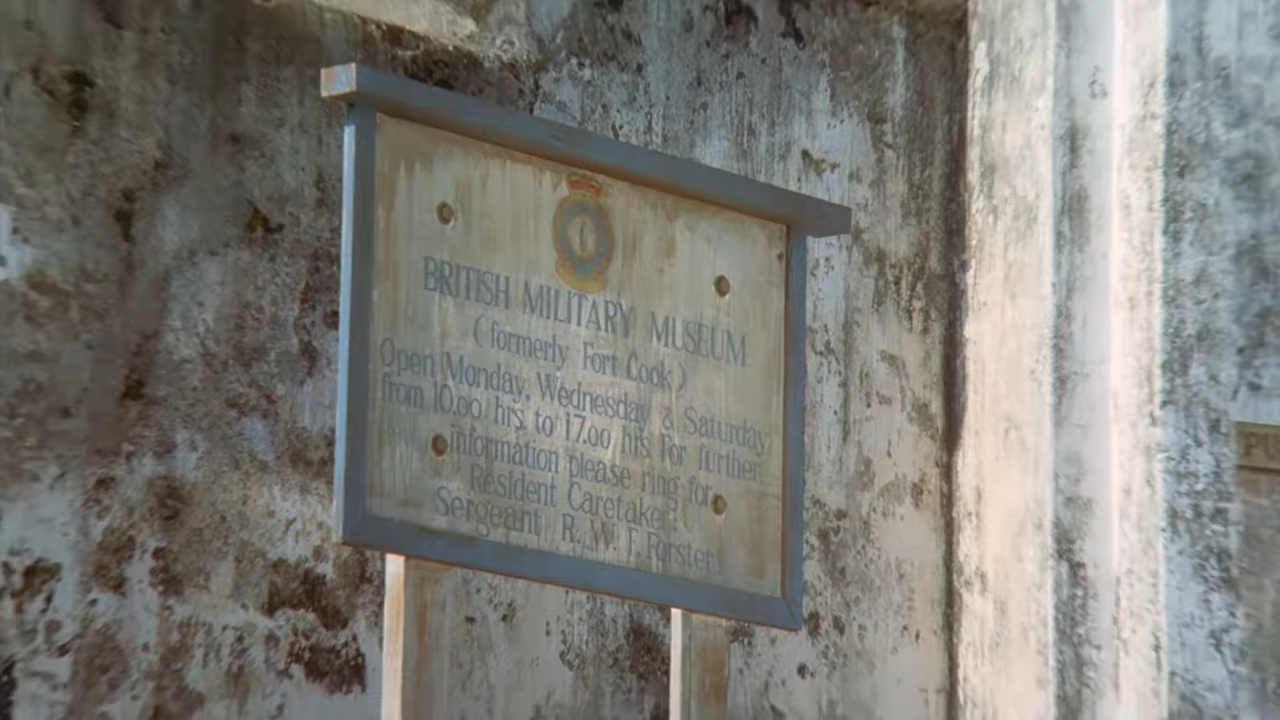 BRITISH MILITARY MUSEUM
(formerly Fort Cook)
Open Monday, Wednesday & Saturday
from 10.00 hrs. to 17.00 hrs. For further
information please ring for
Resident Caretaker:
Sergeant R. W. F. Forster
PU